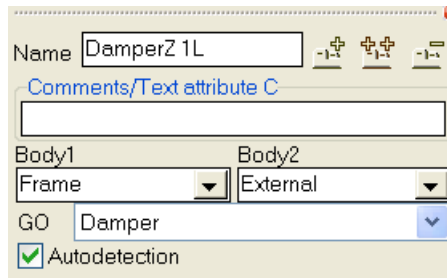 Name DamperZ 1L
Comments/Text attribute C
Body1 Body2
Frame External
GO Damper
Autodetection